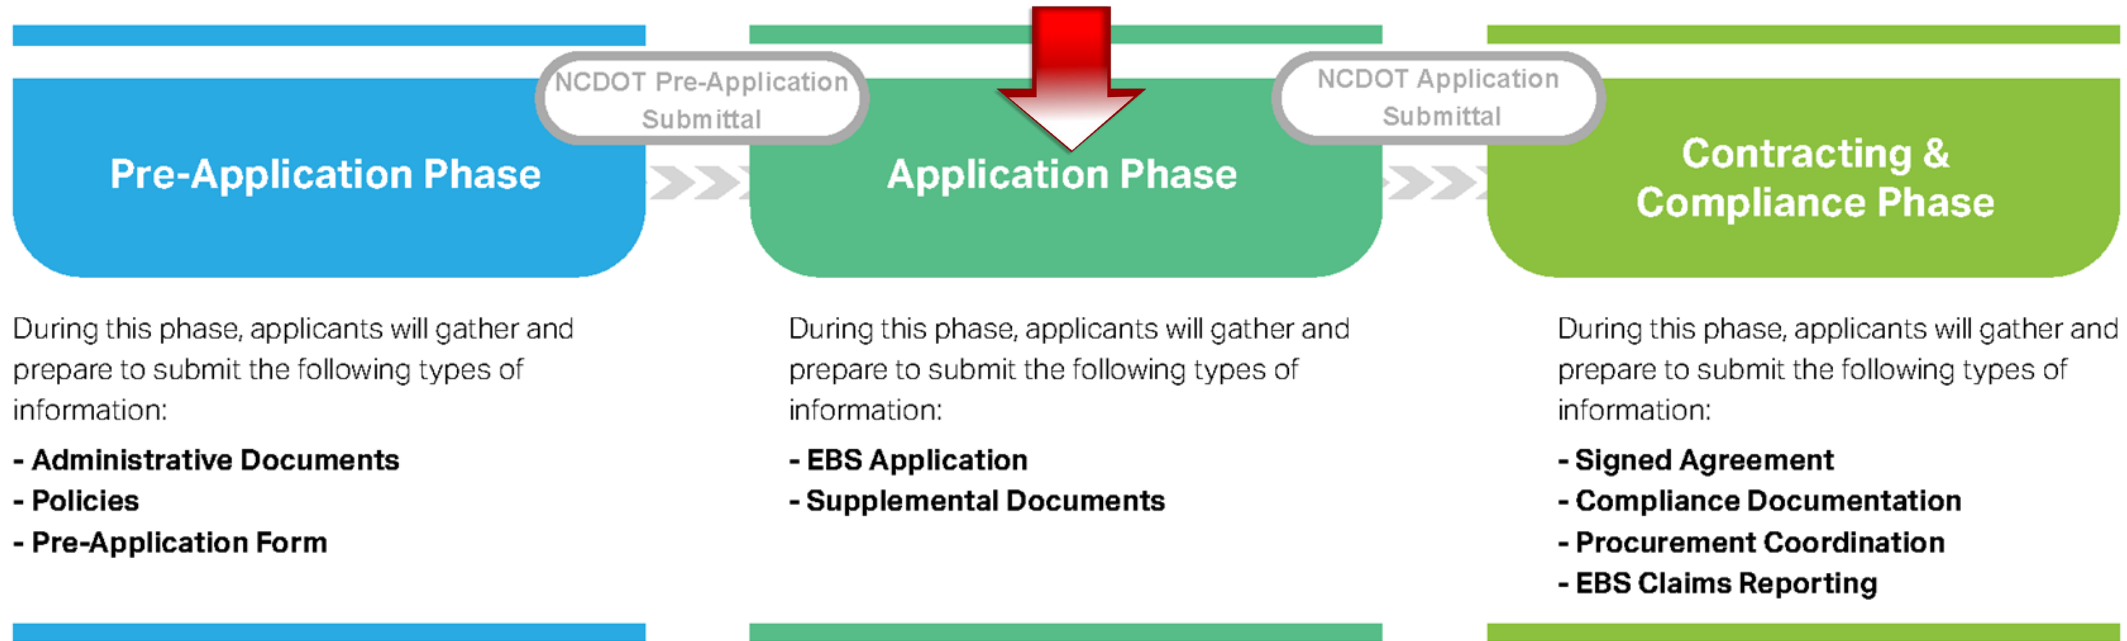 NCDOT Pre-Application
Submittal
NCDOT Application
Submittal
Pre-Application Phase
Application Phase
Contracting &
Compliance Phase
During this phase, applicants will gather and
prepare to submit the following types of
information:
- Administrative Documents
- Policies
- Pre-Application Form
During this phase, applicants will gather and
prepare to submit the following types of
information:
- EBS Application
- Supplemental Documents
During this phase, applicants will gather and
prepare to submit the following types of
information:
- Signed Agreement
- Compliance Documentation
- Procurement Coordination
- EBS Claims Reporting